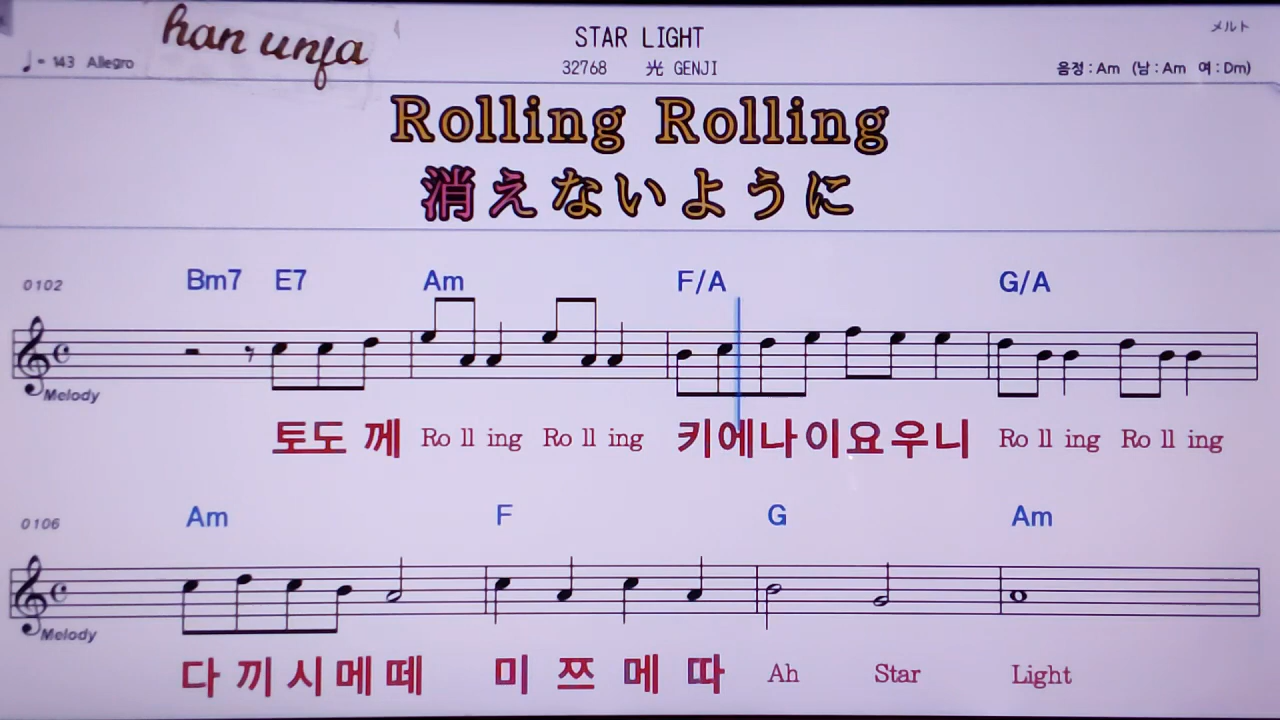 han unfa
STAR LIGHT
メルト
♩= 143 Allegro
32768 光 GENJI
음정 : Am (남 : Am 여 : Dm)
Rolling Rolling
消えないように
0102
Bm7 E7 Am F/A G/A
Melody
토도 께 Ro ll ing Ro ll ing 키에나이요우니 Ro ll ing Ro ll ing
0106
Am F G Am
Melody
다 끼 시 메 떼 미 쯔 메 따 Ah Star Light